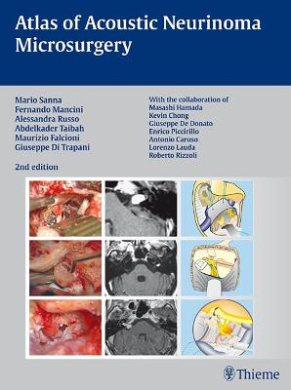 Atlas of Acoustic Neurinoma
Microsurgery
Mario Sanna
Fernando Mancini
Alessandra Russo
Abdelkader Taibah
Maurizio Falcioni
Giuseppe Di Trapani
2nd edition
With the collaboration of
Masashi Hamada
Kevin Chong
Giuseppe De Donato
Enrico Piccirillo
Antonio Caruso
Lorenzo Lauda
Roberto Rizzoli
Thieme